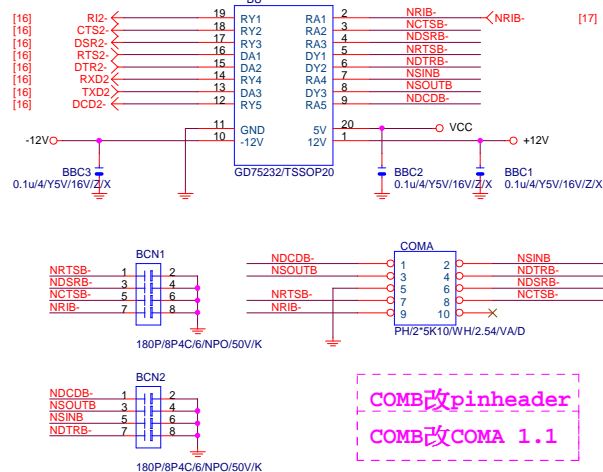 [16] RI2- 19 RY1 RA1 2 NRIB- NRIB- [17]
[16] CTS2- 18 RY2 RA2 3 NCTSB-
[16] DSR2- 17 RY3 RA3 4 NDSRB-
[16] RTS2- 16 DA1 DY1 5 NRTSB-
[16] DTR2- 15 DA2 DY2 6 NDTRB-
[16] RXD2 14 RY4 RA4 7 NSINB
[16] TXD2 13 DA3 DY3 8 NSOUTB
[16] DCD2- 12 RY5 RA5 9 NDCDB-
11 GND 5V 20 VCC
-12V 10 -12V 12V 1 +12V
BBC3 BBC2 BBC1
0.1u/4/Y5V/16V/Z/X GD75232/TSSOP20 0.1u/4/Y5V/16V/Z/X 0.1u/4/Y5V/16V/Z/X
BCN1
NRTSB- 1 2
NDSRB- 3 4
NCTSB- 5 6
NRIB- 7 8
180P/8P4C/6/NPO/50V/K
COMA
NDCDB- 1 2 NSINB
NSOUTB 3 4 NDTRB-
5 6 NDSRB-
NRTSB- 7 8 NCTSB-
NRIB- 9 10
PH/2*5K10/WH/2.54/VA/D
BCN2
NDCDB- 1 2
NSOUTB 3 4
NSINB 5 6
NDTRB- 7 8
180P/8P4C/6/NPO/50V/K
COMB改pinheader
COMB改COMA 1.1